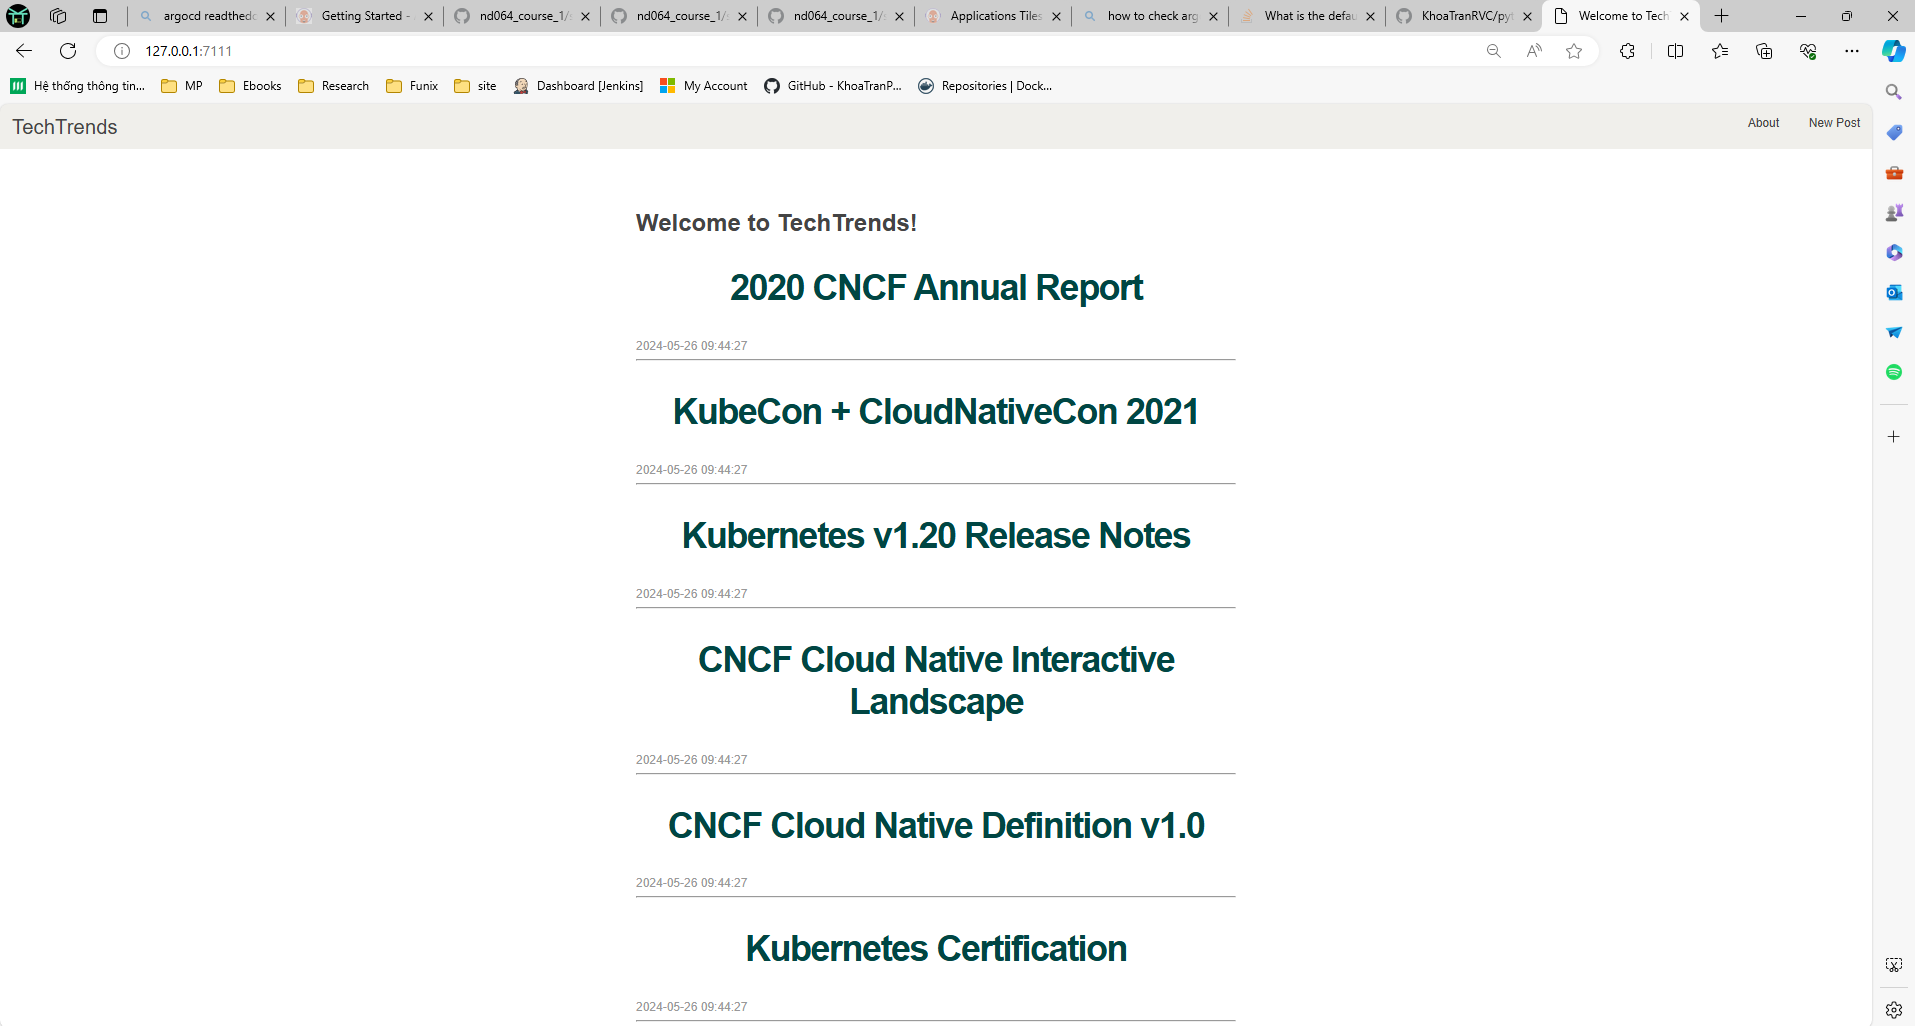 argocd readthedo
Getting Started -
nd064_course_1/
nd064_course_1/
nd064_course_1/
Applications Tiles
how to check arg
What is the defau
KhoaTranRVC/pyt
Welcome to Tech
127.0.0.1:7111
Hệ thống thông tin...
MP
Ebooks
Research
Funix
site
Dashboard [Jenkins]
My Account
GitHub - KhoaTranP...
Repositories | Dock...
TechTrends
About
New Post
Welcome to TechTrends!
2020 CNCF Annual Report
2024-05-26 09:44:27
KubeCon + CloudNativeCon 2021
2024-05-26 09:44:27
Kubernetes v1.20 Release Notes
2024-05-26 09:44:27
CNCF Cloud Native Interactive
Landscape
2024-05-26 09:44:27
CNCF Cloud Native Definition v1.0
2024-05-26 09:44:27
Kubernetes Certification
2024-05-26 09:44:27